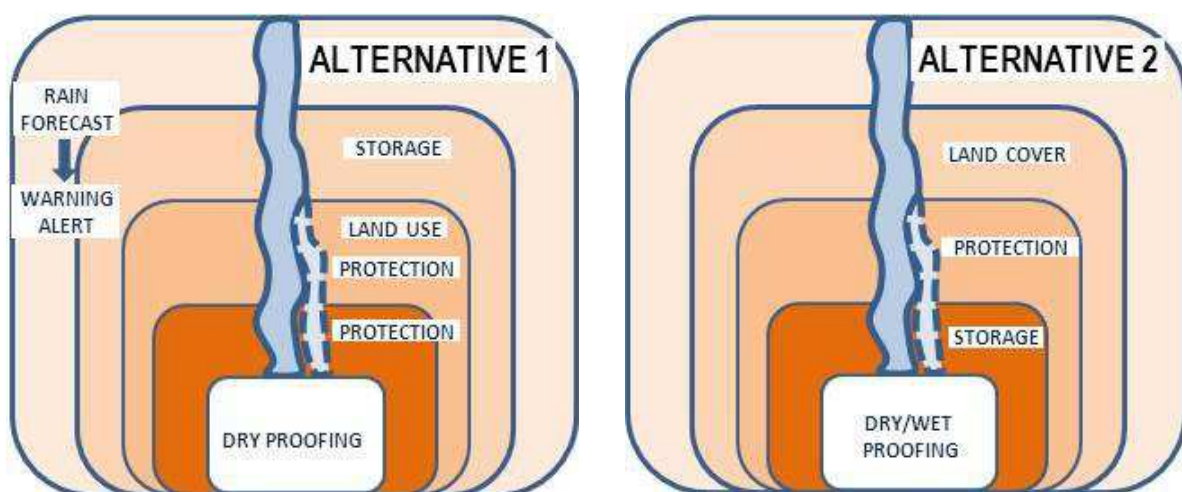 ALTERNATIVE 1
RAIN
FORECAST
WARNING
ALERT
STORAGE
LAND USE
PROTECTION
PROTECTION
DRY PROOFING
ALTERNATIVE 2
LAND COVER
PROTECTION
STORAGE
DRY/WET
PROOFING